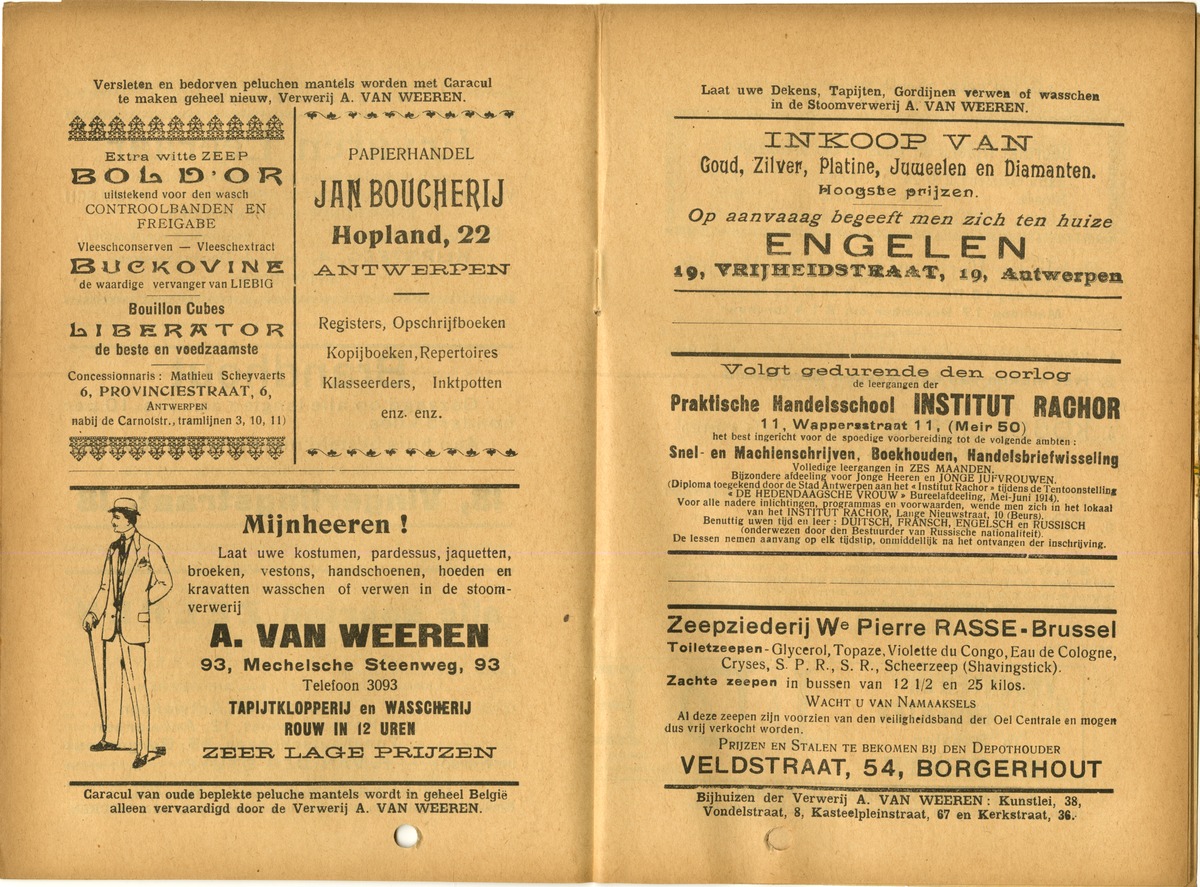 Versleten en bedorven peluchen mantels worden met Caracul
te maken geheel nieuw, Verwerij A. VAN WEEREN.
Extra witte ZEEP
BOL D'OR
uitstekend voor den wasch
CONTROOLBANDEN EN
FREIGABE
Vleeschconserven — Vleeschextract
BUCKOVINE
de waardige vervanger van LIEBIG
Bouillon Cubes
LIBERATOR
de beste en voedzaamste
Concessionnaris : Mathieu Scheyvaerts
6, PROVINCIESTRAAT, 6,
ANTWERPEN
nabij de Carnotstr., tramlijnen 3, 10, 11)
PAPIERHANDEL
JAN BOUCHERIJ
Hopland, 22
ANTWERPEN
Registers, Opschrijfboeken
Kopijboeken, Repertoires
Klasseerders, Inktpotten
enz. enz.
Mijnheeren !
Laat uwe kostumen, pardessus, jaquetten,
broeken, vestons, handschoenen, hoeden en
kravatten wasschen of verwen in de stoom-
verwerij
A. VAN WEEREN
93, Mechelsche Steenweg, 93
Telefoon 3093
TAPIJTKLOPPERIJ en WASSCHERIJ
ROUW IN 12 UREN
ZEER LAGE PRIJZEN
Caracul van oude beplekte peluche mantels wordt in geheel België
alleen vervaardigd door de Verwerij A. VAN WEEREN.
Laat uwe Dekens, Tapijten, Gordijnen verwen of wasschen
in de Stoomverwerij A. VAN WEEREN.
INKOOP VAN
Goud, Zilver, Platine, Juweelen en Diamanten.
Hoogste prijzen.
Op aanvaaag begeeft men zich ten huize
ENGELEN
19, VRIJHEIDSTRAAT, 19, Antwerpen
Volgt gedurende den oorlog
de leergangen der
Praktische Handelsschool INSTITUT RACHOR
11, Wappersstraat 11, (Meir 50)
het best ingericht voor de spoedige voorbereiding tot de volgende ambten :
Snel- en Machienschrijven, Boekhouden, Handelsbriefwisseling
Volledige leergangen in ZES MAANDEN.
Bijzondere afdeeling voor Jonge Heeren en JONGE JUFVROUWEN.
(Diploma toegekend door de Stad Antwerpen aan het « Institut Rachor » tijdens de Tentoonstelling
« DE HEDENDAAGSCHE VROUW » Bureelafdeeling, Mei-Juni 1914).
Voor alle nadere inlichtingen, programmas en voorwaarden, wende men zich in het lokaal
van het INSTITUT RACHOR, Lange Nieuwstraat, 10 (Beurs).
Benuttig uwen tijd en leer : DUITSCH, FRANSCH, ENGELSCH en RUSSISCH
(onderwezen door den Bestuurder van Russische nationaliteit).
De lessen nemen aanvang op elk tijdstip, onmiddellijk na het ontvangen der inschrijving.
Zeepziederij We Pierre RASSE-Brussel
Toiletzeepen - Glycerol, Topaze, Violette du Congo, Eau de Cologne,
Cryses, S. P. R., S. R., Scheerzeep (Shavingstick).
Zachte zeepen in bussen van 12 1/2 en 25 kilos.
WACHT U VAN NAMAAKSELS
Al deze zeepen zijn voorzien van den veiligheidsband der Oel Centrale en mogen
dus vrij verkocht worden.
PRIJZEN EN STALEN TE BEKOMEN BIJ DEN DEPOTHOUDER
VELDSTRAAT, 54, BORGERHOUT
Bijhuizen der Verwerij A. VAN WEEREN : Kunstlei, 38,
Vondelstraat, 8, Kasteelpleinstraat, 67 en Kerkstraat, 36.